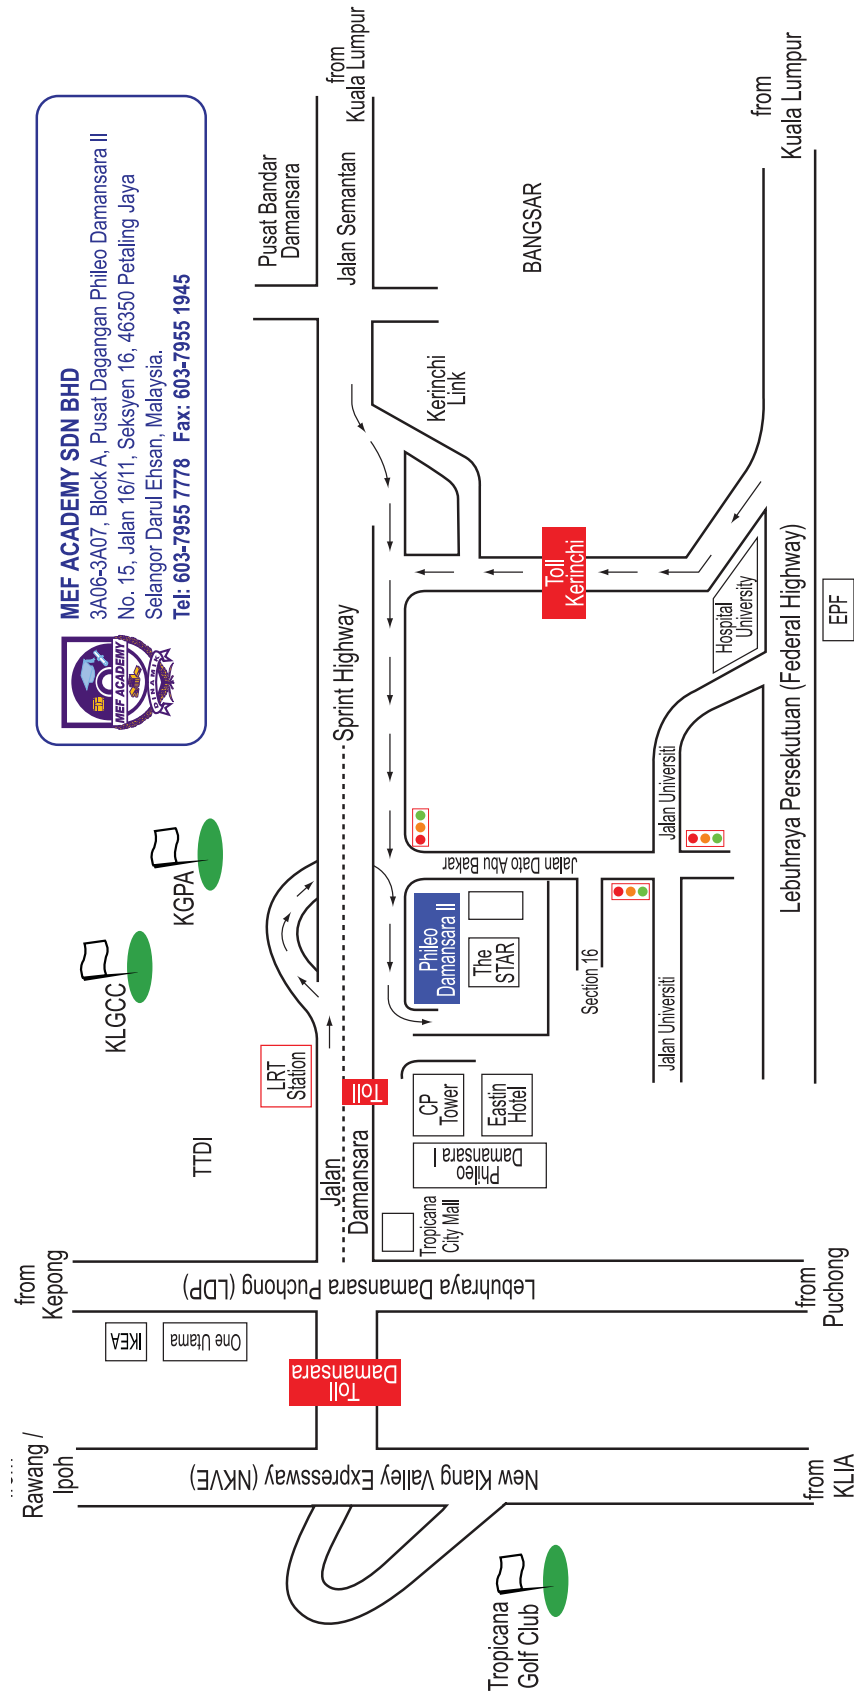 MEF ACADEMY SDN BHD
3A06-3A07, Block A, Pusat Dagangan Phileo Damansara II
No. 15, Jalan 16/11, Seksyen 16, 46350 Petaling Jaya
Selangor Darul Ehsan, Malaysia.
Tel: 603-7955 7778 Fax: 603-7955 1945
MEF ACADEMY
DINAMIK
Rawang /
Ipoh
from
Kepong
IKEA
One Utama
TTDI
KLGCC
KGPA
LRT
Station
Pusat Bandar
Damansara
Toll
Damansara
Jalan
Damansara
Toll
Sprint Highway
Jalan Semantan
from
Kuala Lumpur
New Klang Valley Expressway (NKVE)
Lebuhraya Damansara Puchong (LDP)
Tropicana
City Mall
Phileo
Damansara I
CP
Tower
Eastin
Hotel
Phileo
Damansara II
The
STAR
Jalan Dato Abu Bakar
Kerinchi
Link
BANGSAR
Toll
Kerinchi
Section 16
Jalan Universiti
Jalan Universiti
Hospital
University
Tropicana
Golf Club
from
KLIA
from
Puchong
Lebuhraya Persekutuan (Federal Highway)
from
Kuala Lumpur
EPF